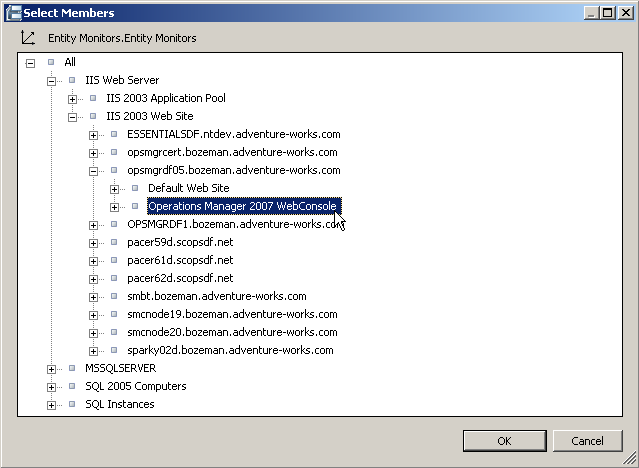 Select Members
Entity Monitors.Entity Monitors
All
IIS Web Server
IIS 2003 Application Pool
IIS 2003 Web Site
ESSENTIALSDF.ntdev.adventure-works.com
opsmgrcert.bozeman.adventure-works.com
opsmgrdf05.bozeman.adventure-works.com
Default Web Site
Operations Manager 2007 WebConsole
OPSMGRDF1.bozeman.adventure-works.com
pacer59d.scopsdf.net
pacer61d.scopsdf.net
pacer62d.scopsdf.net
smbt.bozeman.adventure-works.com
smcnode19.bozeman.adventure-works.com
smcnode20.bozeman.adventure-works.com
sparky02d.bozeman.adventure-works.com
MSSQLSERVER
SQL 2005 Computers
SQL Instances
OK Cancel